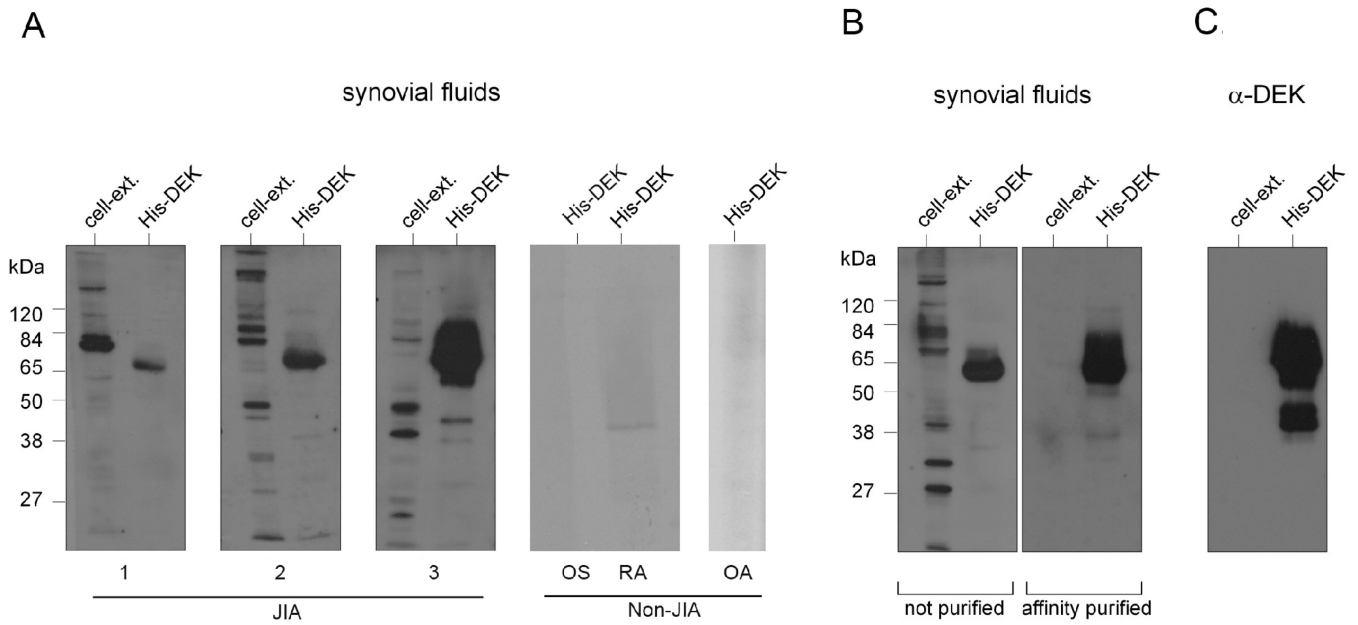 A
synovial fluids
cell-ext. His-DEK cell-ext. His-DEK cell-ext. His-DEK His-DEK His-DEK His-DEK
kDa
120
84
65
50
38
27
1 2 3 OS RA OA
JIA Non-JIA
B
synovial fluids
cell-ext. His-DEK cell-ext. His-DEK
kDa
120
84
65
50
38
27
not purified affinity purified
C
α-DEK
cell-ext. His-DEK